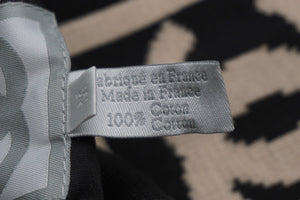 Fabriqué en France
Made in France
100% Coton
Cotton